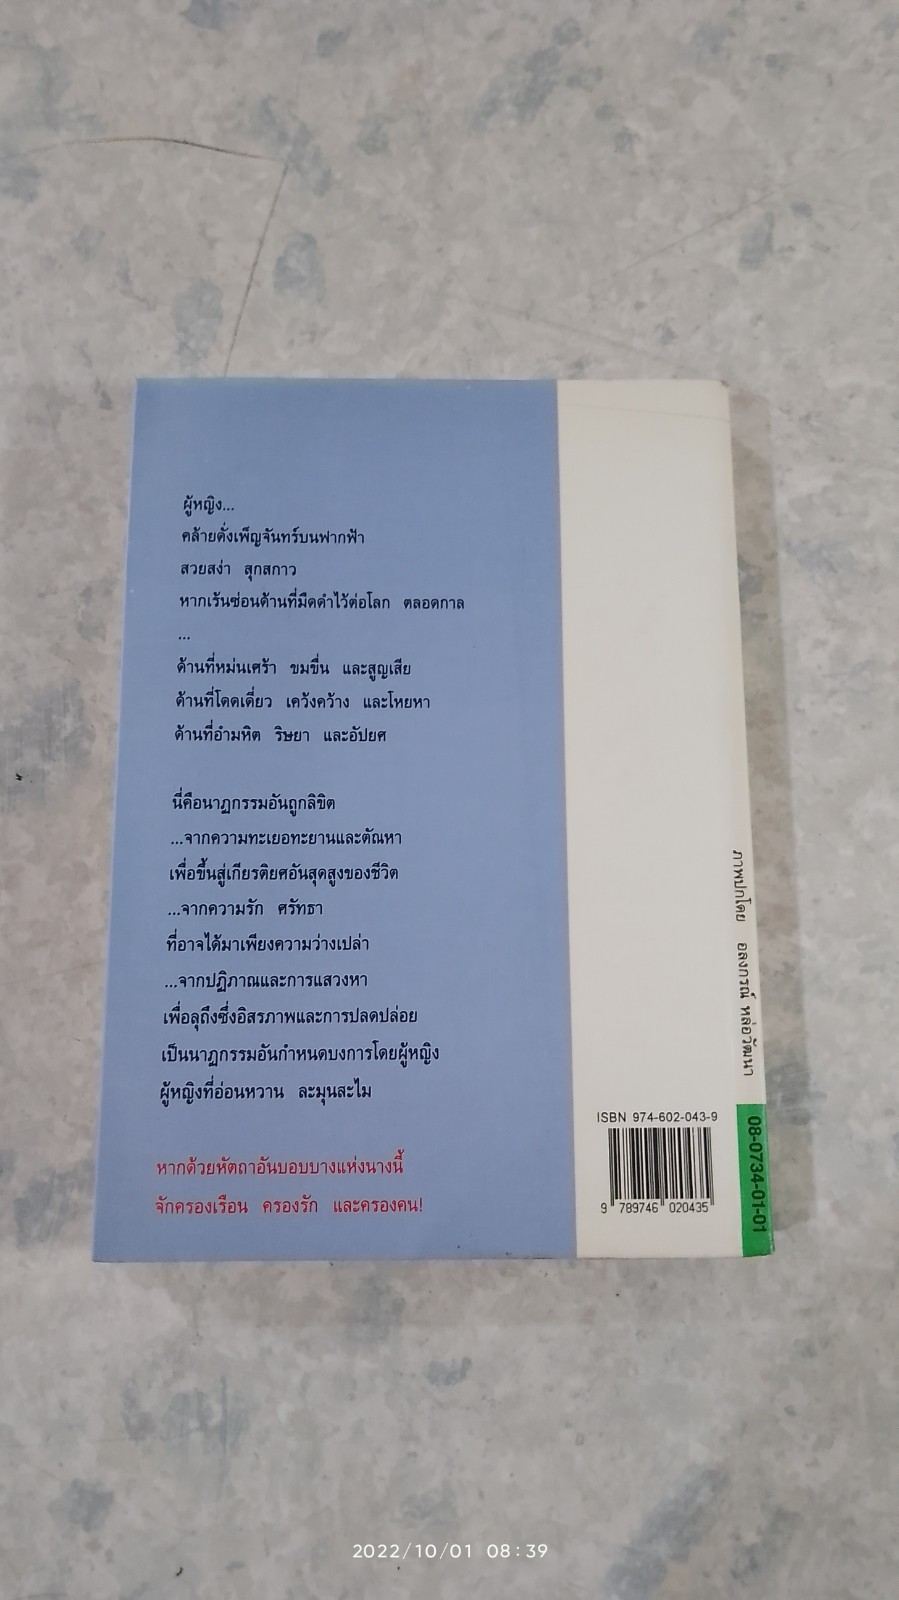 ผู้หญิง...
คล้ายดั่งเพ็ญจันทร์บนฟากฟ้า
สวยสง่า สุกสกาว
หากเร้นซ่อนด้านที่มืดดำไว้ต่อโลก ตลอดกาล
...
ด้านที่หม่นเศร้า ขมขื่น และสูญเสีย
ด้านที่โดดเดี่ยว เคว้งคว้าง และโหยหา
ด้านที่อำมหิต ริษยา และอัปยศ
นี่คือนาฏกรรมอันถูกลิขิต
...จากความทะเยอทะยานและตัณหา
เพื่อขึ้นสู่เกียรติยศอันสุดสูงของชีวิต
...จากความรัก ศรัทธา
ที่อาจได้มาเพียงความว่างเปล่า
...จากปฏิภาณและการแสวงหา
เพื่อลุถึงซึ่งอิสรภาพและการปลดปล่อย
เป็นนาฏกรรมอันกำหนดบงการโดยผู้หญิง
ผู้หญิงที่อ่อนหวาน ละมุนสะไม
หากด้วยหัตถาอันบอบบางแห่งนางนี้
จักครองเรือน ครองรัก และครองคน!
ภาพปกโดย อลงกรณ์ หล่อวัฒนา
ISBN 974-602-043-9
9 789746 020435
08-0734-01-01
2022/10/01 08:39